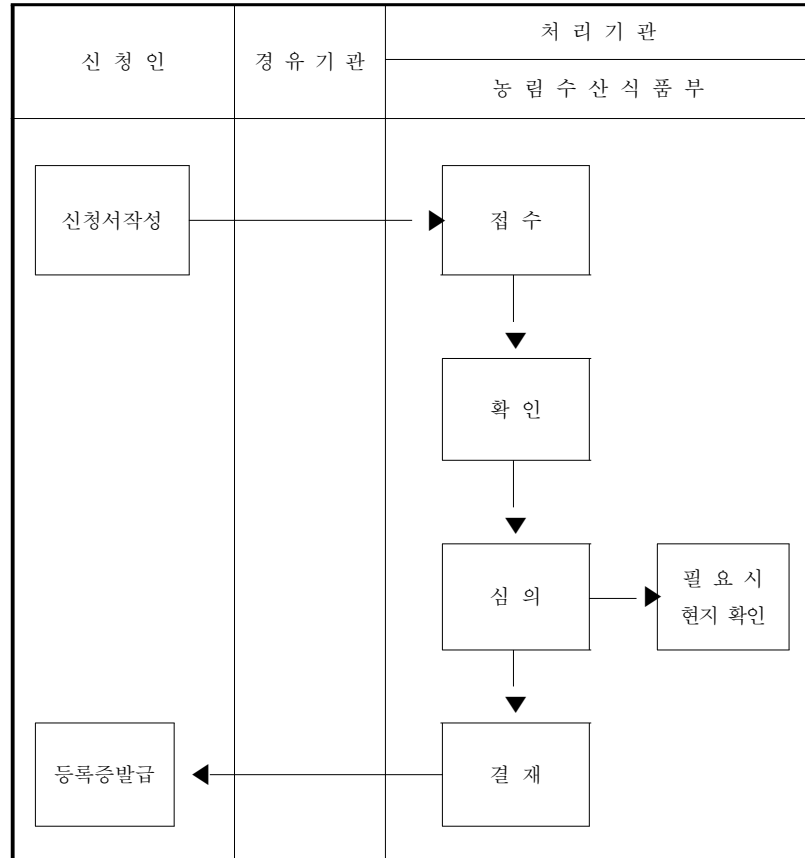 신 청 인
경 유 기 관
처 리 기 관
농 림 수 산 식 품 부
신청서작성
접 수
확 인
심 의
필 요 시
현지 확인
등록증발급
결 재